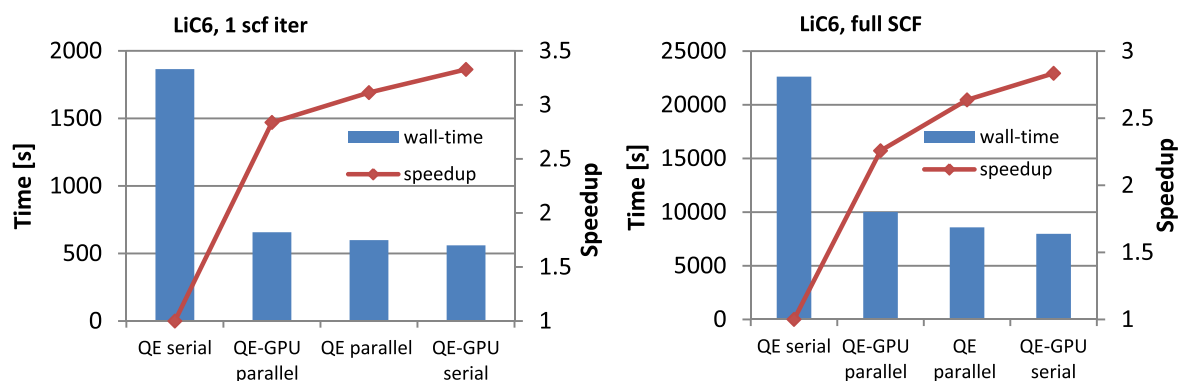 LiC6, 1 scf iter
2000
1500
1000
500
0
Time [s]
3.5
3
2.5
2
1.5
1
Speedup
wall-time
speedup
QE serial
QE-GPU
parallel
QE parallel
QE-GPU
serial
LiC6, full SCF
25000
20000
15000
10000
5000
0
Time [s]
3
2.5
2
1.5
1
Speedup
wall-time
speedup
QE serial
QE-GPU
parallel
QE
parallel
QE-GPU
serial